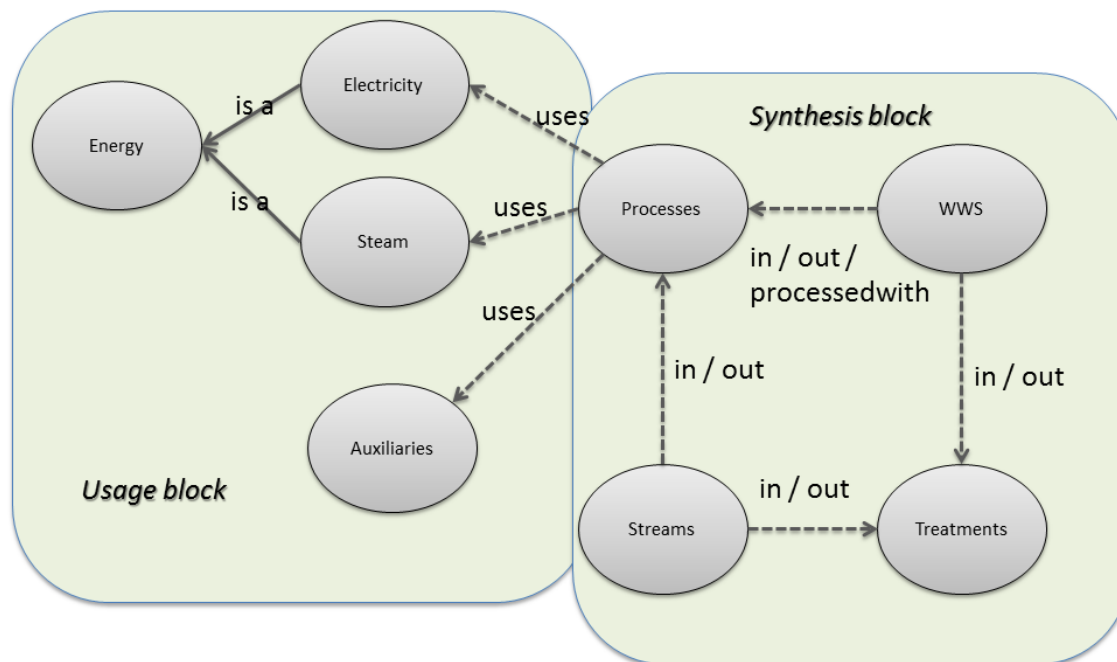 Electricity
is a
uses
Synthesis block
Energy
is a
uses
Steam
Processes
WWS
in / out /
processedwith
uses
in / out
in / out
Auxiliaries
Usage block
in / out
Streams
Treatments